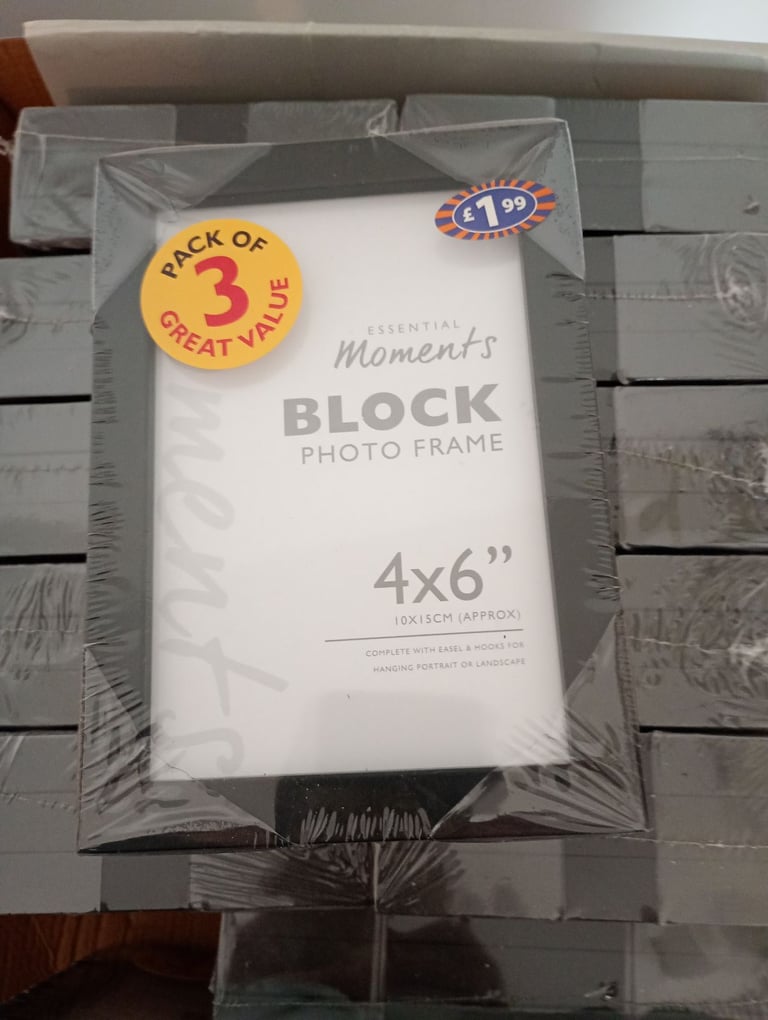 PACK OF
3
GREAT VALUE
£1.99
ESSENTIAL
Moments
BLOCK
PHOTO FRAME
4x6”
10X15CM (APPROX)
COMPLETE WITH EASEL & HOOKS FOR
HANGING PORTRAIT OR LANDSCAPE
ments